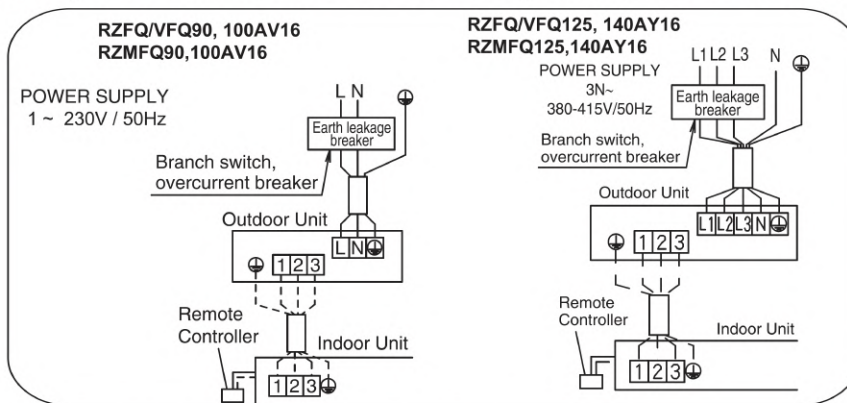 RZFQ/VFQ90, 100AV16
RZMFQ90,100AV16
POWER SUPPLY
1 ~ 230V / 50Hz
L N
Earth leakage
breaker
Branch switch,
overcurrent breaker
Outdoor Unit
L N
1 2 3
Remote
Controller
Indoor Unit
1 2 3
RZFQ/VFQ125, 140AY16
RZMFQ125,140AY16
L1 L2 L3 N
POWER SUPPLY
3N~
380-415V/50Hz
Earth leakage
breaker
Branch switch,
overcurrent breaker
Outdoor Unit
L1 L2 L3 N
1 2 3
Remote
Controller
Indoor Unit
1 2 3